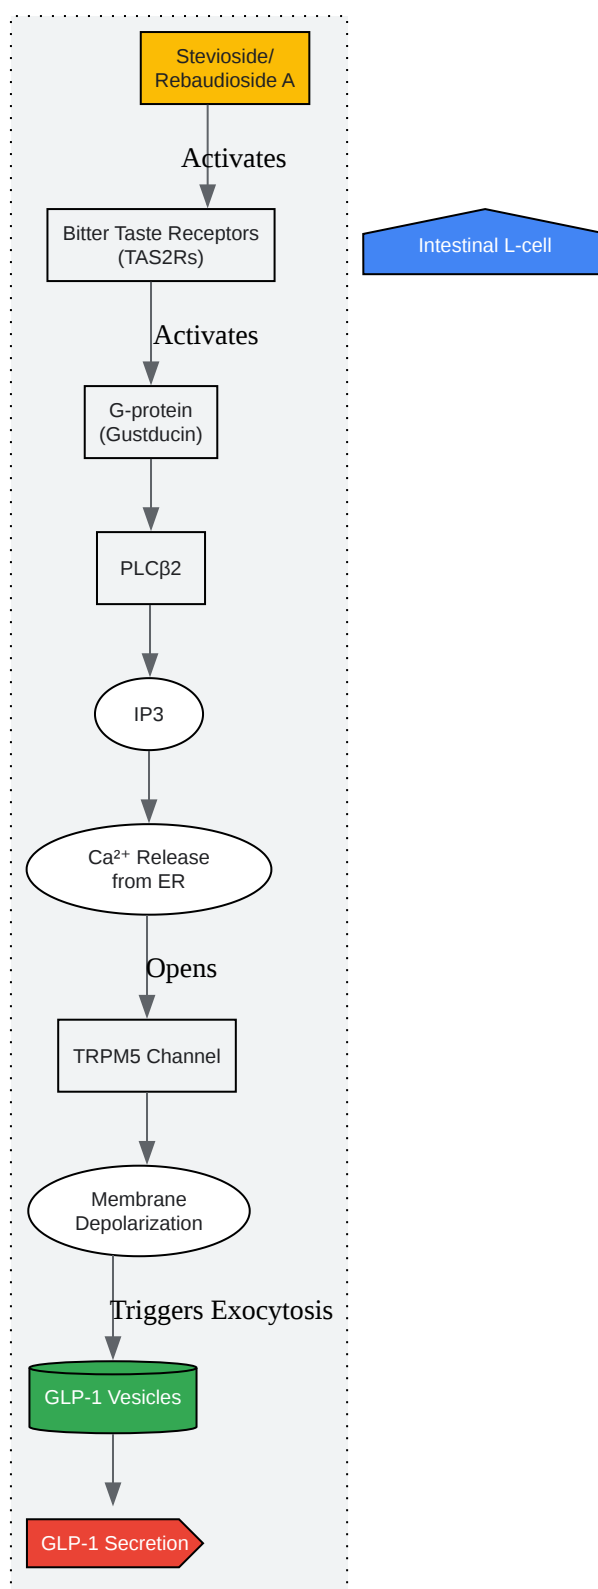 Stevioside/
Rebaudioside A
Activates
Bitter Taste Receptors
(TAS2Rs)
Intestinal L-cell
Activates
G-protein
(Gustducin)
PLCβ2
IP3
Ca²⁺ Release
from ER
Opens
TRPM5 Channel
Membrane
Depolarization
Triggers Exocytosis
GLP-1 Vesicles
GLP-1 Secretion